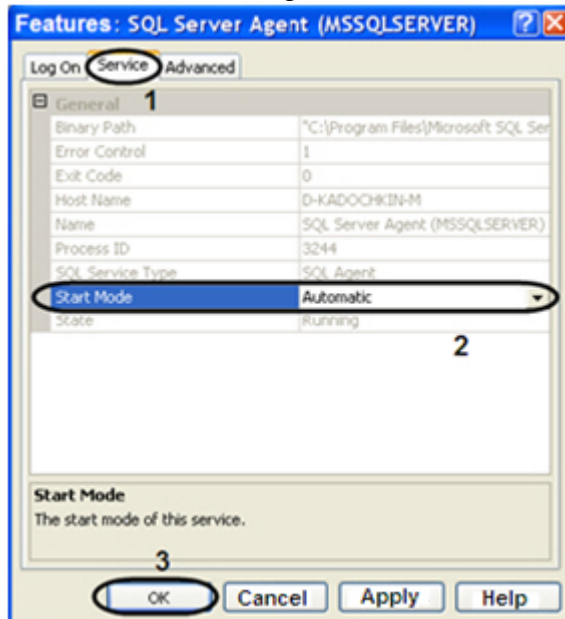 Features: SQL Server Agent (MSSQLSERVER)
Log On Service Advanced
1
General
Binary Path "C:\Program Files\Microsoft SQL Ser
Error Control 1
Exit Code 0
Host Name D-KADOCHKIN-M
Name SQL Server Agent (MSSQLSERVER)
Process ID 3244
SQL Service Type SQL Agent
Start Mode Automatic
State Running
2
Start Mode
The start mode of this service.
3
OK Cancel Apply Help